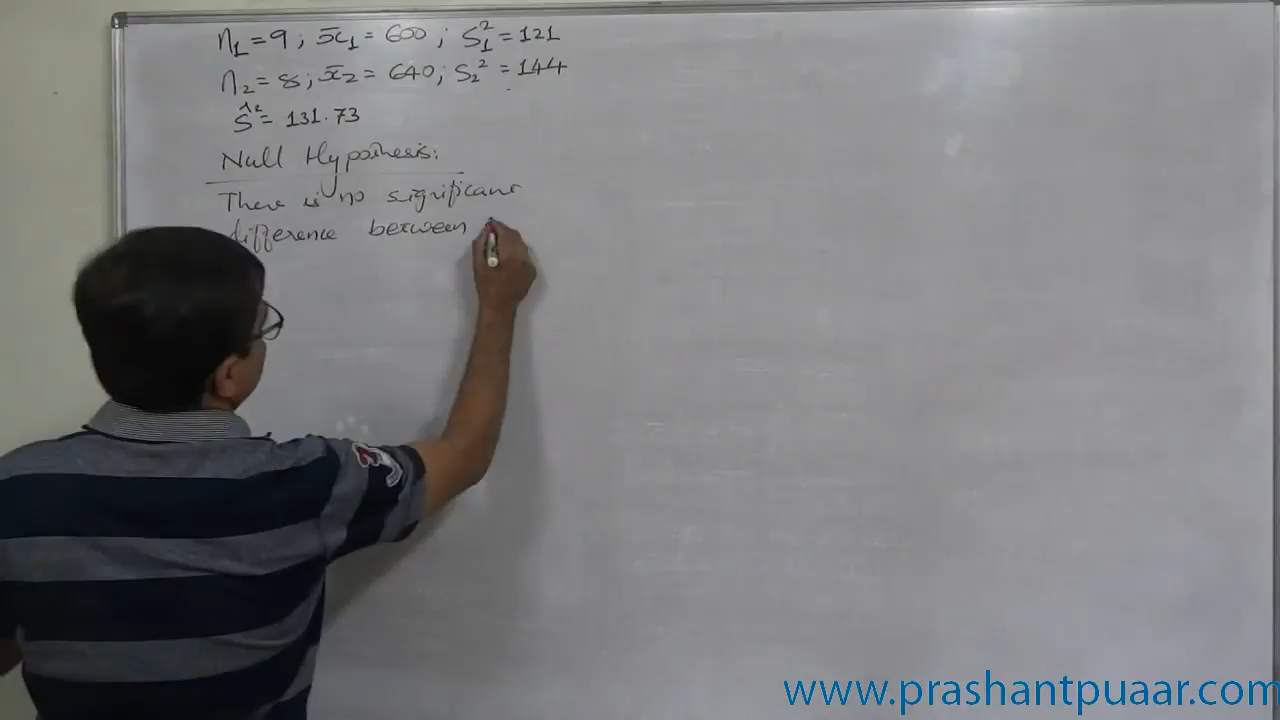 n₁ = 9 ; x̄₁ = 600 ; S₁² = 121
n₂ = 8 ; x̄₂ = 640 ; S₂² = 144
Ŝ² = 131.73
Null Hypothesis:
There is no significant
difference between
www.prashantpuaar.com